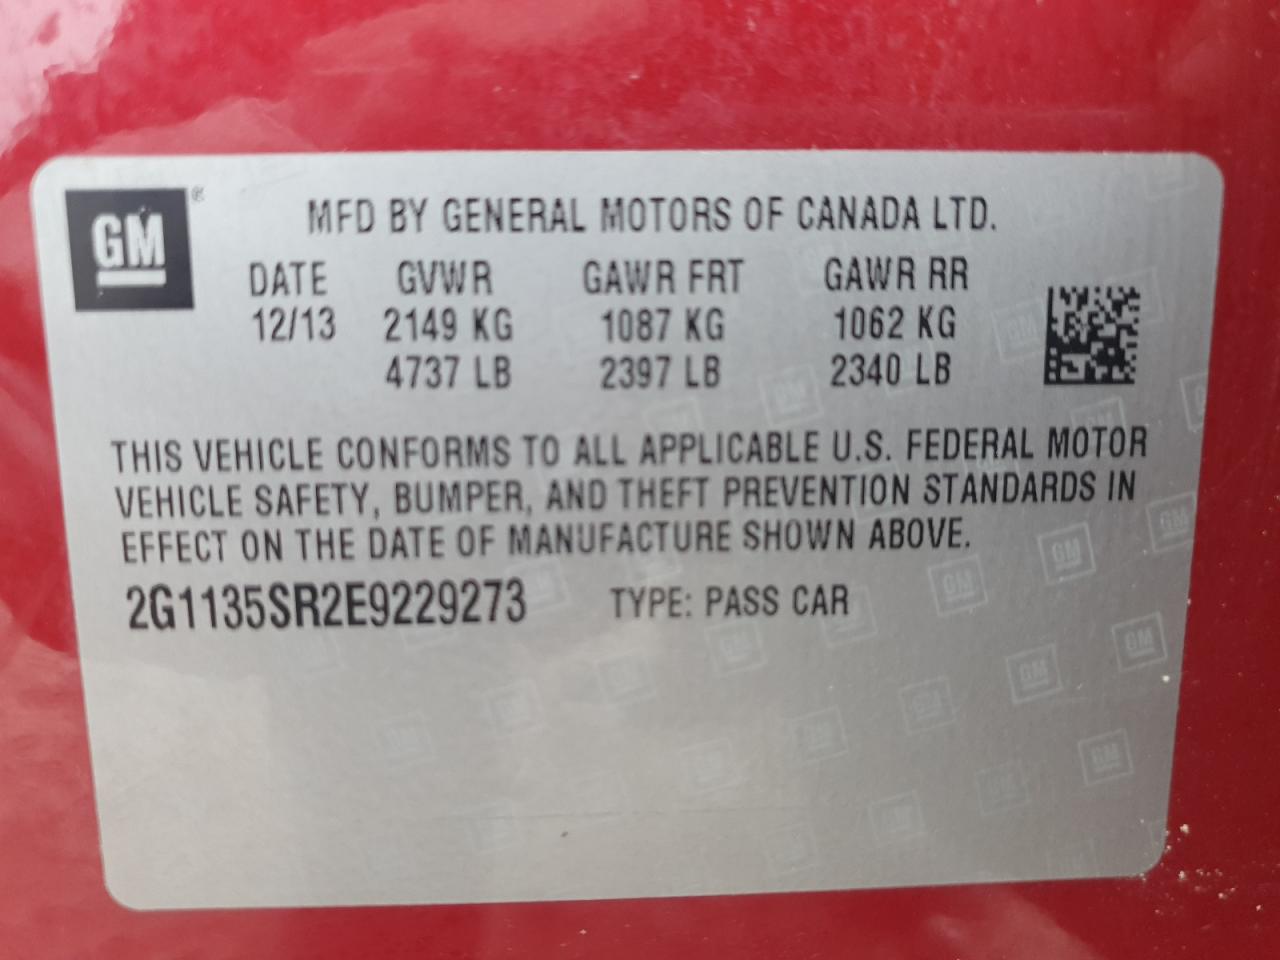 GM ®
MFD BY GENERAL MOTORS OF CANADA LTD.
DATE GVWR GAWR FRT GAWR RR
12/13 2149 KG 1087 KG 1062 KG
4737 LB 2397 LB 2340 LB
THIS VEHICLE CONFORMS TO ALL APPLICABLE U.S. FEDERAL MOTOR
VEHICLE SAFETY, BUMPER, AND THEFT PREVENTION STANDARDS IN
EFFECT ON THE DATE OF MANUFACTURE SHOWN ABOVE.
2G1135SR2E9229273 TYPE: PASS CAR